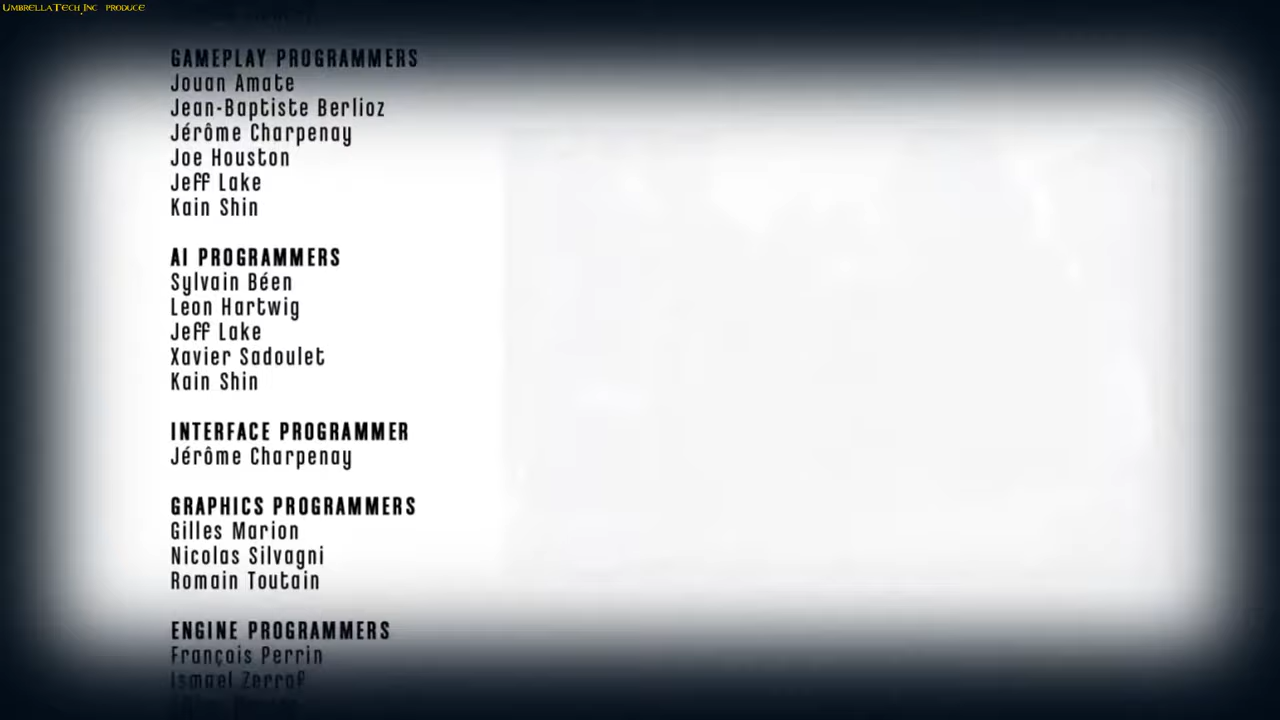 UmbrellaTech.Inc produce
GAMEPLAY PROGRAMMERS
Jouan Amate
Jean-Baptiste Berlioz
Jérôme Charpenay
Joe Houston
Jeff Lake
Kain Shin
AI PROGRAMMERS
Sylvain Béen
Leon Hartwig
Jeff Lake
Xavier Sadoulet
Kain Shin
INTERFACE PROGRAMMER
Jérôme Charpenay
GRAPHICS PROGRAMMERS
Gilles Marion
Nicolas Silvagni
Romain Toutain
ENGINE PROGRAMMERS
François Perrin
Ismael Zerrof